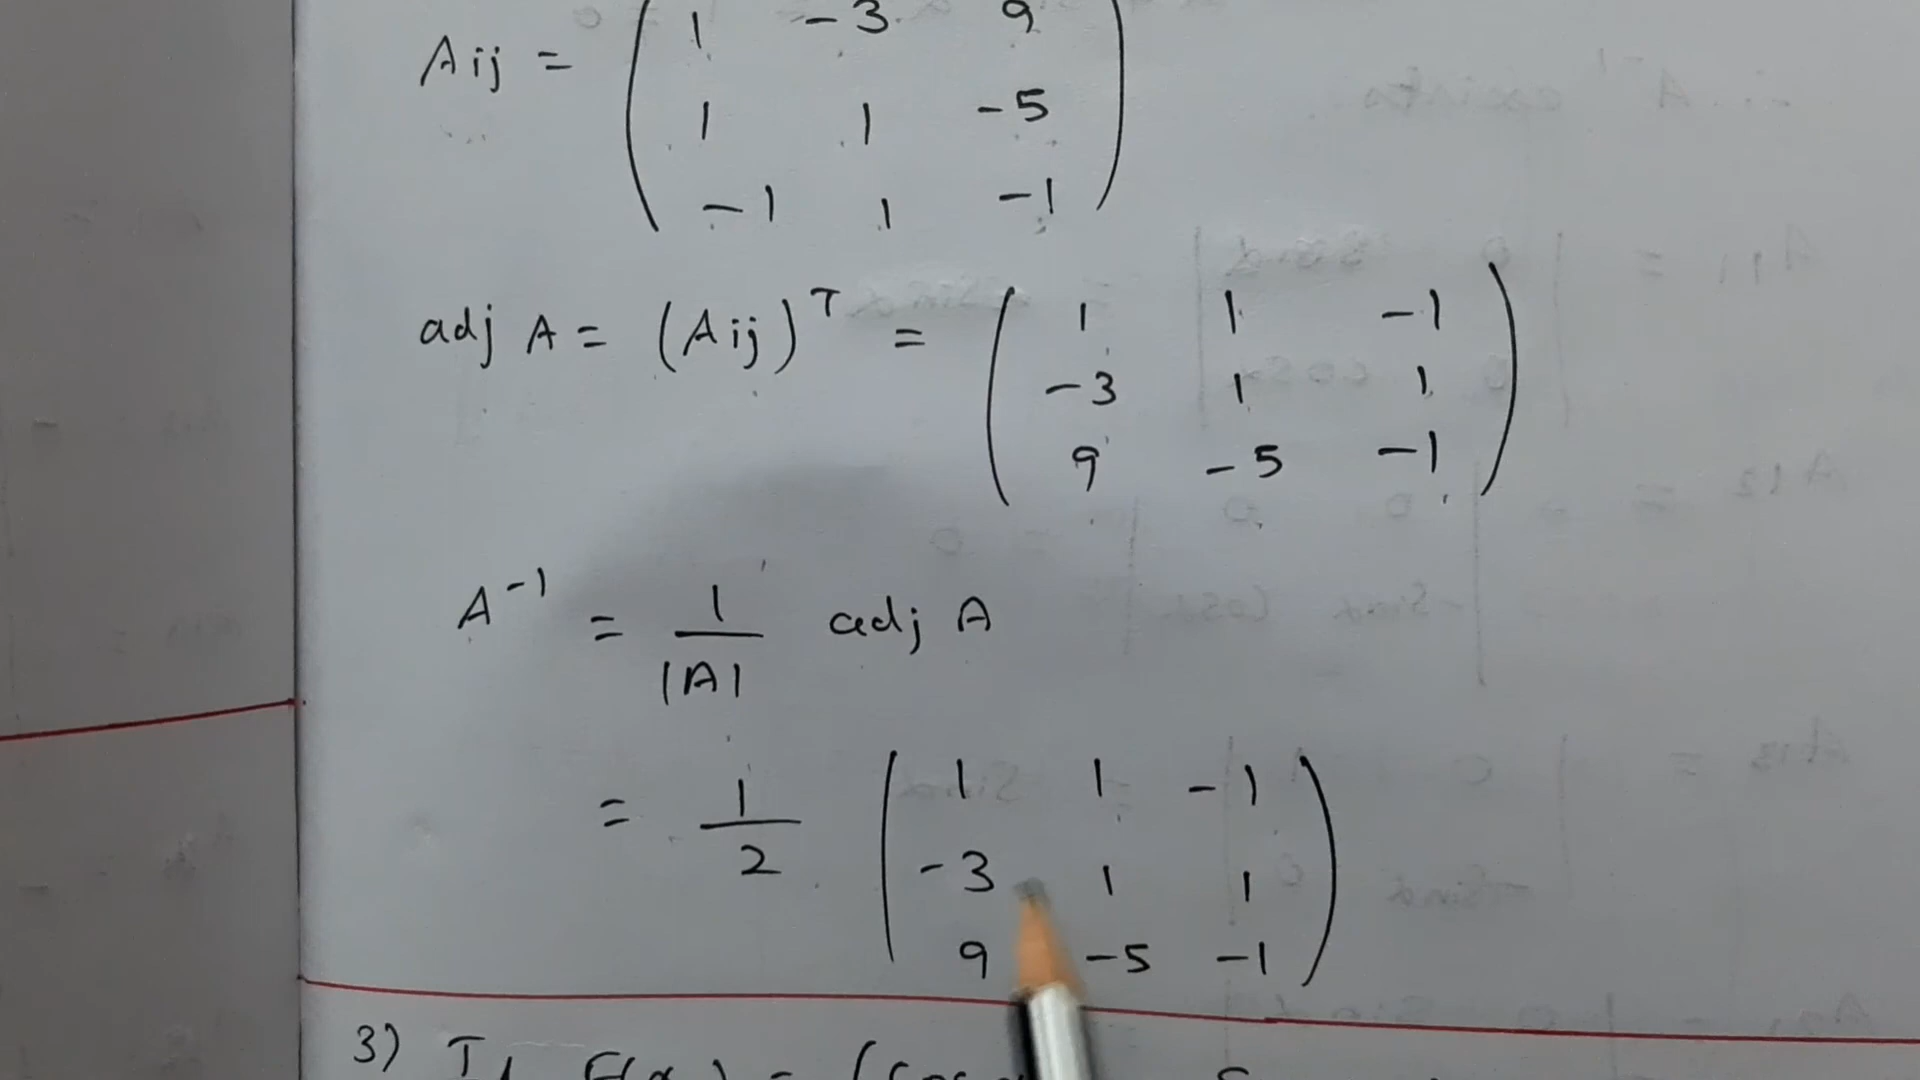 Aij = ( 1 -3 9
1 1 -5
-1 1 -1 )
adj A = (Aij)ᵀ = ( 1 1 -1
-3 1 1
9 -5 -1 )
A⁻¹ = 1/|A| adj A
= 1/2 ( 1 1 -1
-3 1 1
9 -5 -1 )
3)